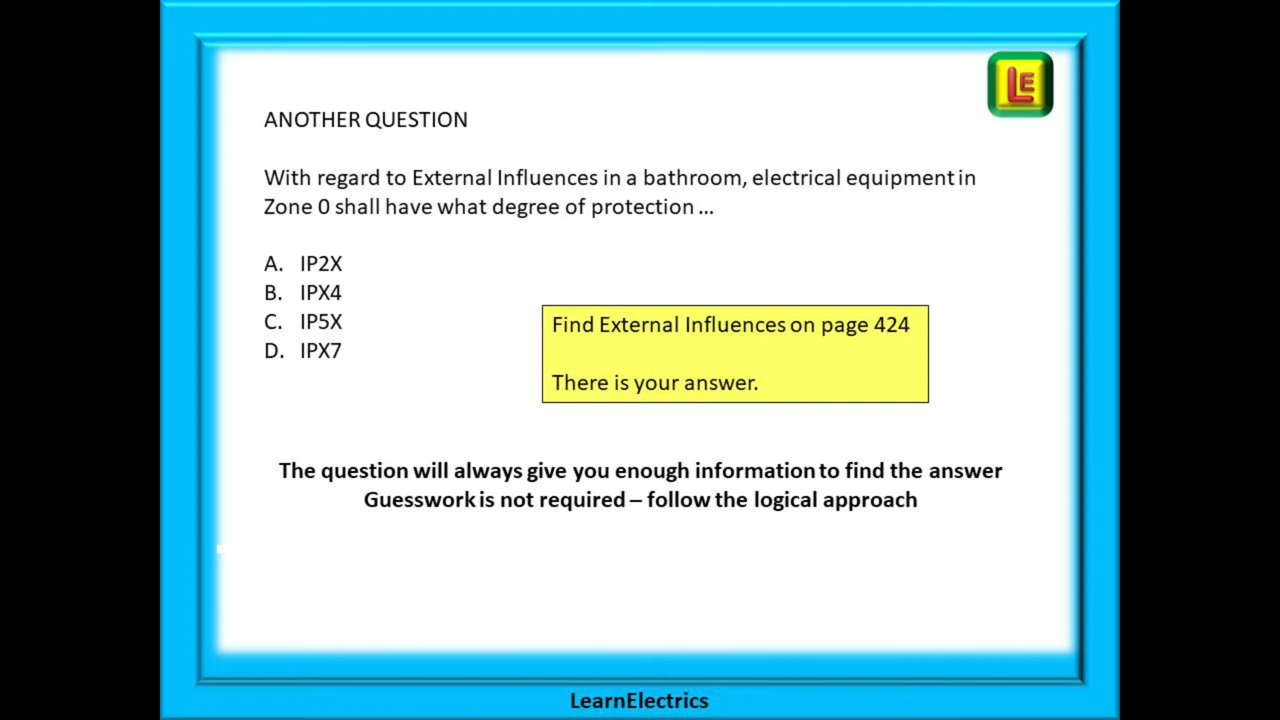 LE
ANOTHER QUESTION
With regard to External Influences in a bathroom, electrical equipment in
Zone 0 shall have what degree of protection ...
A. IP2X
B. IPX4
C. IP5X
D. IPX7
Find External Influences on page 424
There is your answer.
The question will always give you enough information to find the answer
Guesswork is not required – follow the logical approach
LearnElectrics